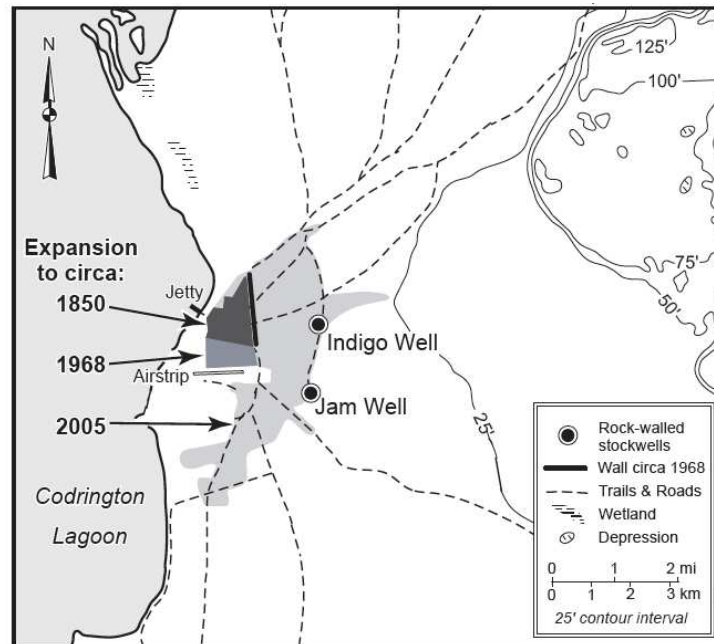 N
125'
100'
75'
50'
25'
Expansion
to circa:
1850
1968
2005
Jetty
Airstrip
Indigo Well
Jam Well
Codrington
Lagoon
Rock-walled
stockwells
Wall circa 1968
Trails & Roads
Wetland
Depression
0 1 2 mi
0 1 2 3 km
25' contour interval